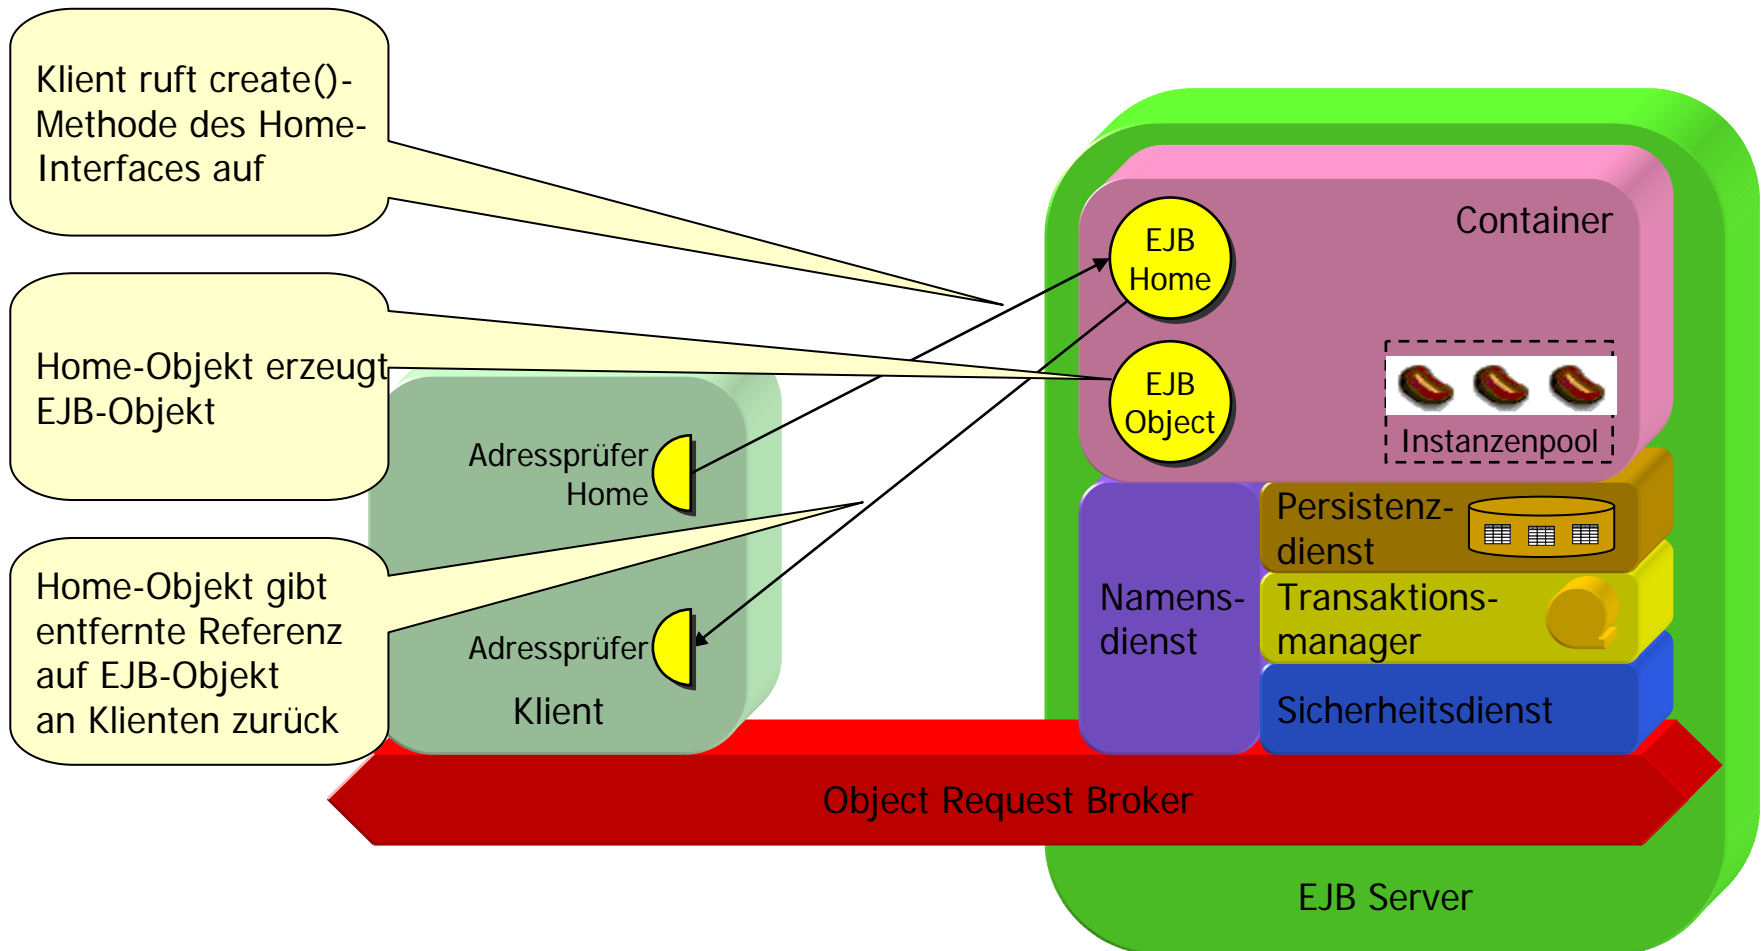 Klient ruft create()-
Methode des Home-
Interfaces auf
Home-Objekt erzeugt
EJB-Objekt
Home-Objekt gibt
entfernte Referenz
auf EJB-Objekt
an Klienten zurück
Adressprüfer
Home
Adressprüfer
Klient
EJB
Home
EJB
Object
Container
Instanzenpool
Namens-
dienst
Persistenz-
dienst
Transaktions-
manager
Sicherheitsdienst
Object Request Broker
EJB Server